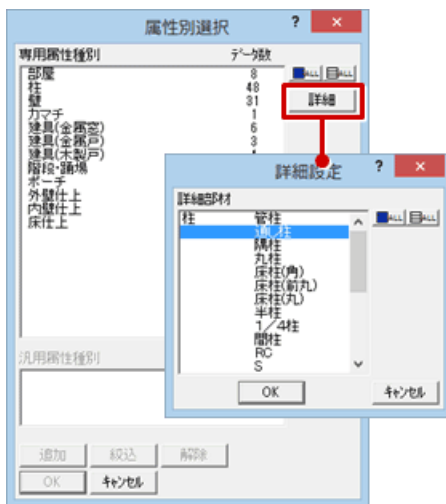 属性別選択 ? ×
専用属性種別 データ数
部屋 8
柱 48
壁 31
カマチ 1
建具(金属窓) 6
建具(金属戸) 3
建具(木製戸)
階段・踊場
ポーチ
外壁仕上
内壁仕上
床仕上
ALL ALL
詳細
汎用属性種別
追加 絞込 解除
OK キャンセル
詳細設定 ? ×
詳細部材
柱 管柱
通し柱
隅柱
丸柱
床柱(角)
床柱(前丸)
床柱(丸)
半柱
1/4柱
間柱
RC
S
ALL ALL
OK キャンセル